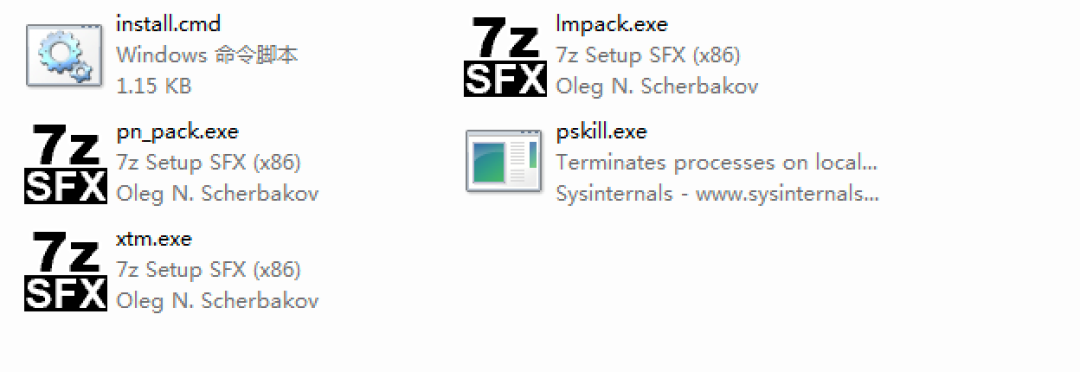 install.cmd
Windows 命令脚本
1.15 KB
7z
SFX
lmpack.exe
7z Setup SFX (x86)
Oleg N. Scherbakov
7z
SFX
pn_pack.exe
7z Setup SFX (x86)
Oleg N. Scherbakov
pskill.exe
Terminates processes on local...
Sysinternals - www.sysinternals...
7z
SFX
xtm.exe
7z Setup SFX (x86)
Oleg N. Scherbakov